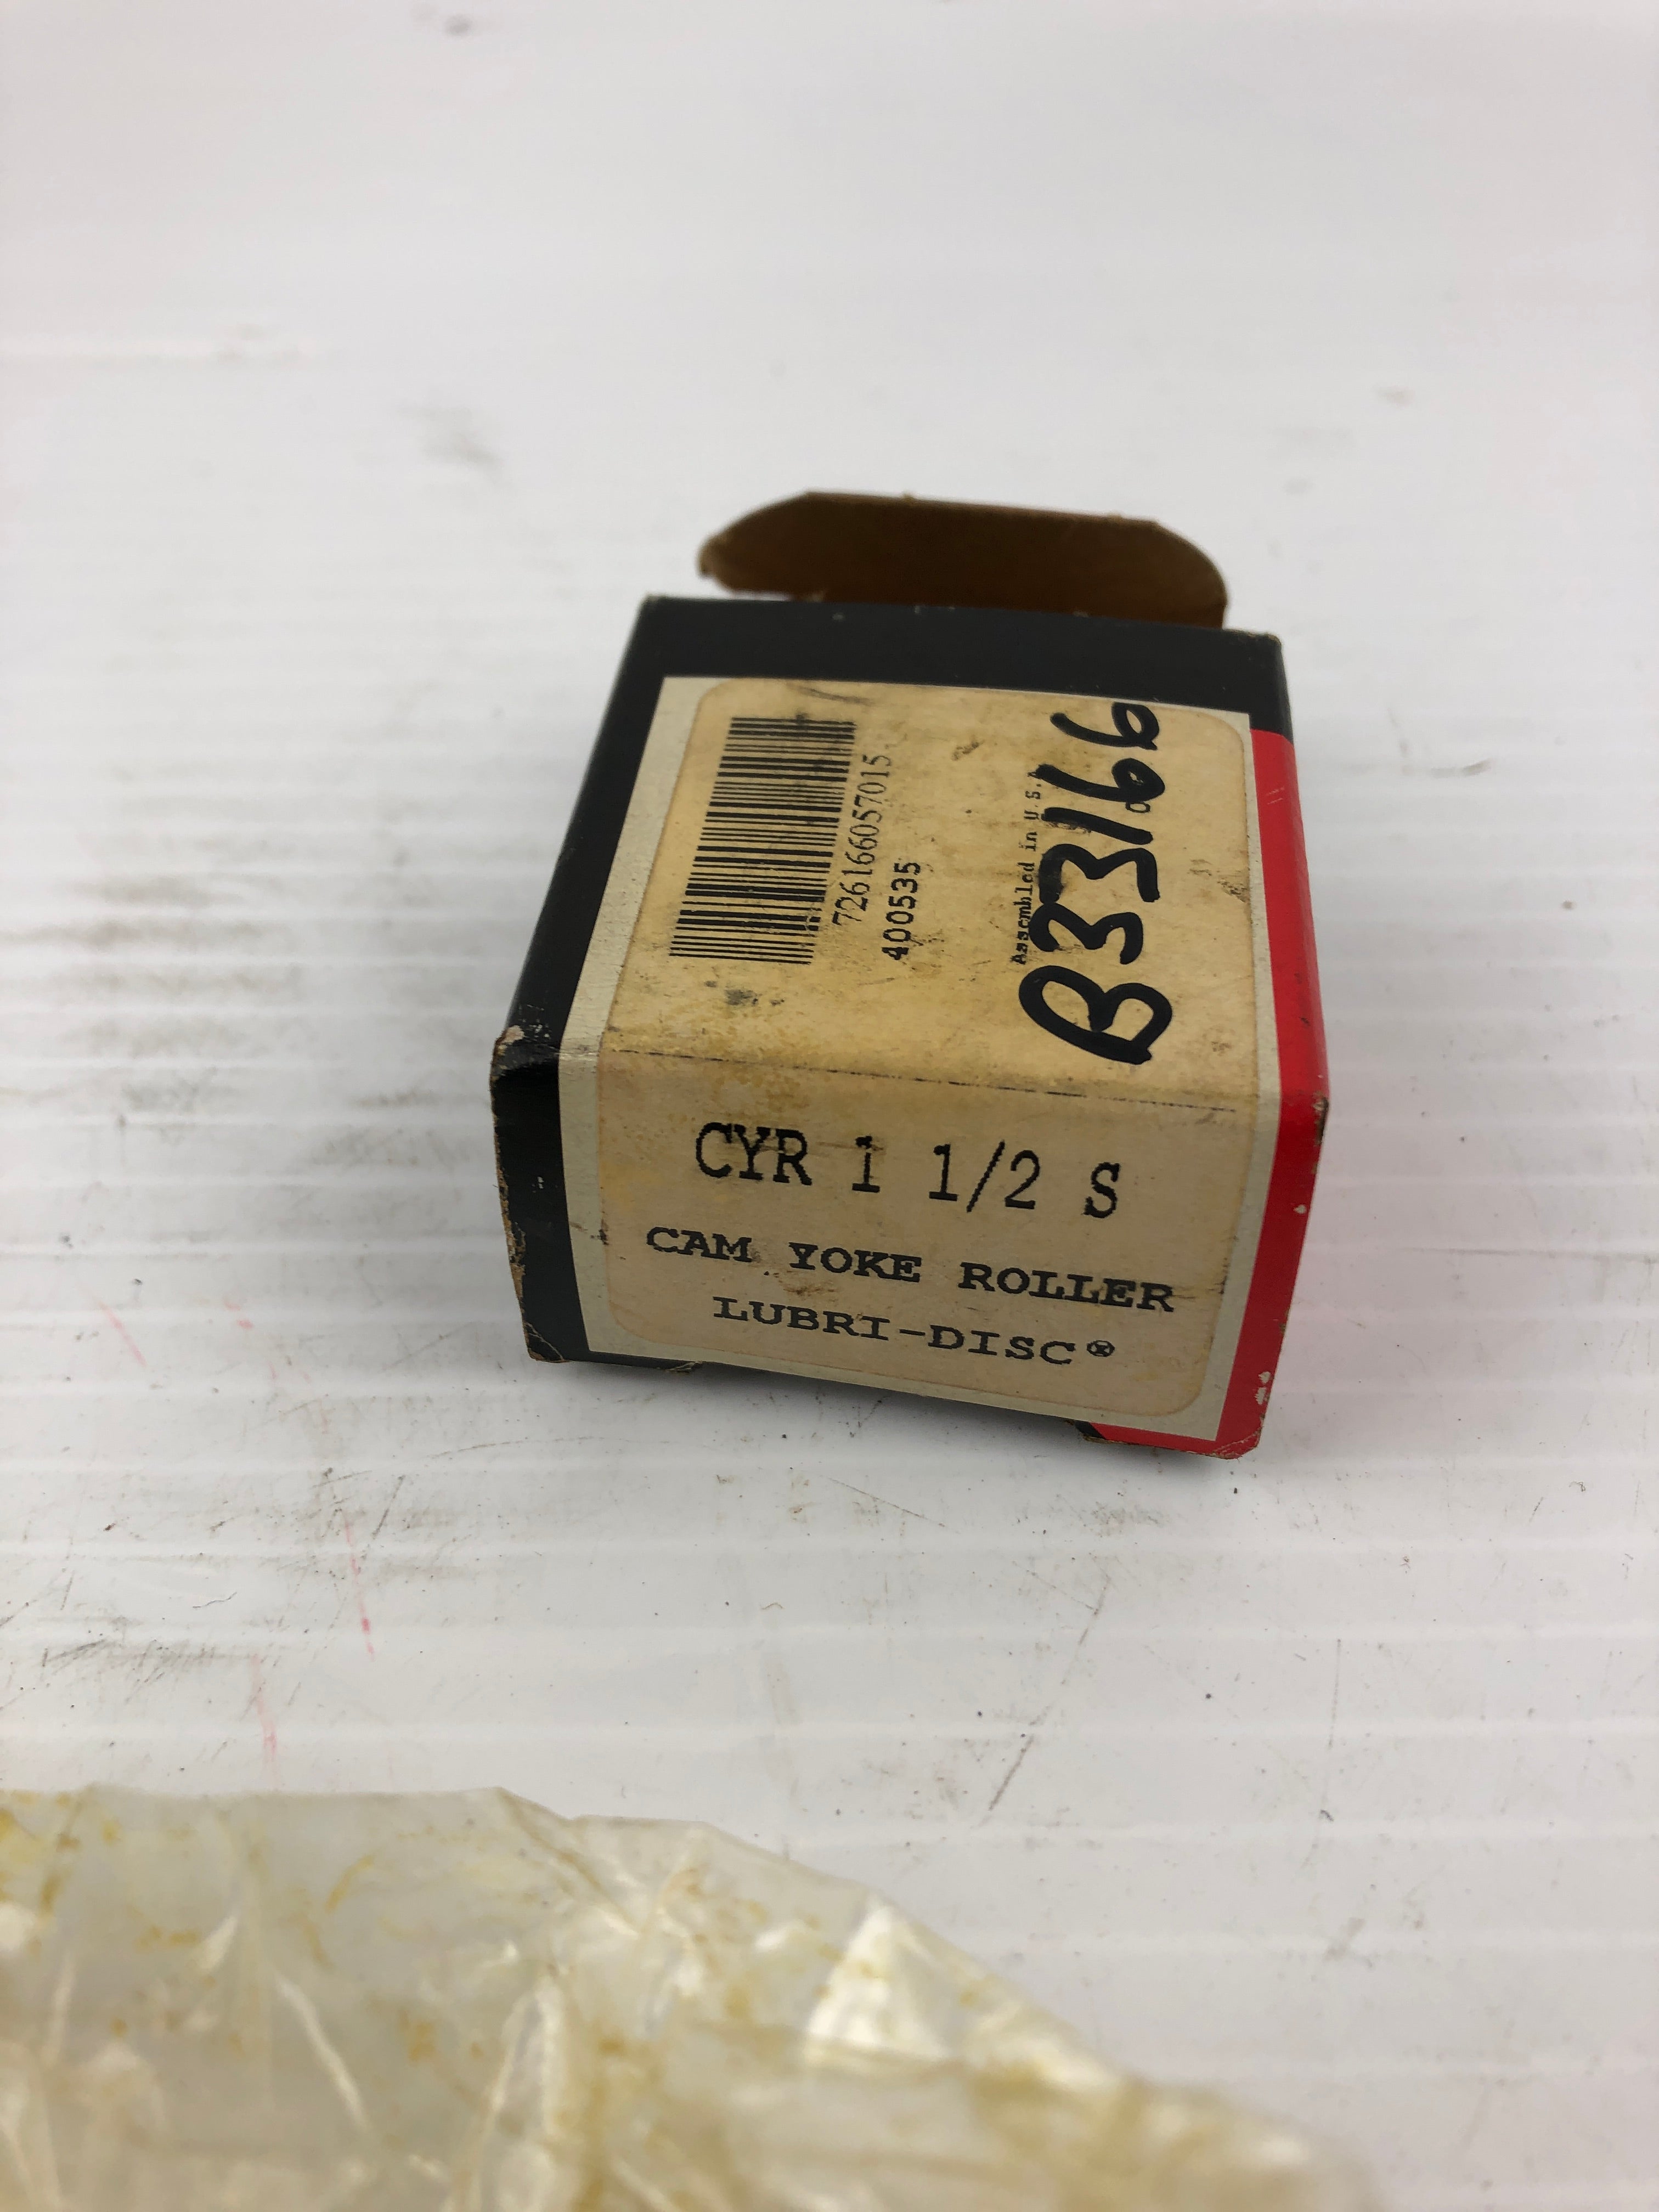 726166057015
400535
Assembled in U.S.
B33166
CYR 1 1/2 S
CAM YOKE ROLLER
LUBRI-DISC®